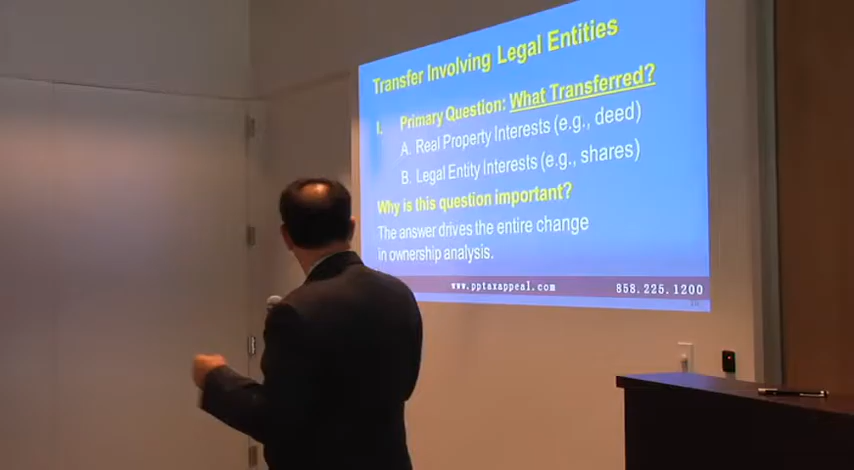 Transfer Involving Legal Entities
I. Primary Question: What Transferred?
A. Real Property Interests (e.g., deed)
B. Legal Entity Interests (e.g., shares)
Why is this question important?
The answer drives the entire change
in ownership analysis.
www.pptaxappeal.com 858.225.1200